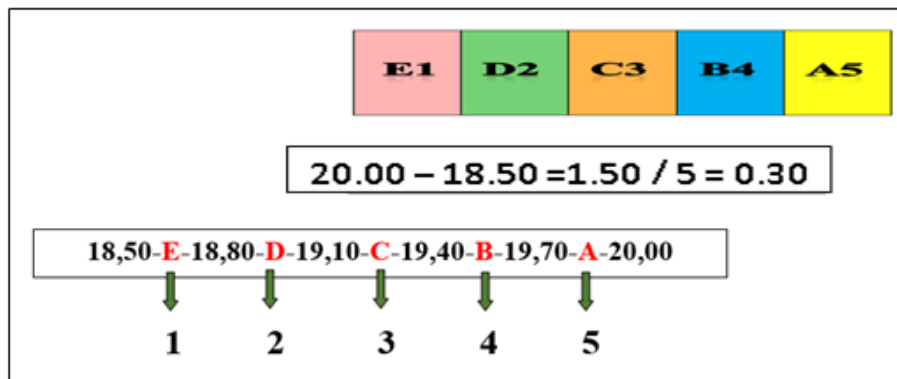 E1 D2 C3 B4 A5
20.00 – 18.50 =1.50 / 5 = 0.30
18,50-E-18,80-D-19,10-C-19,40-B-19,70-A-20,00
1 2 3 4 5